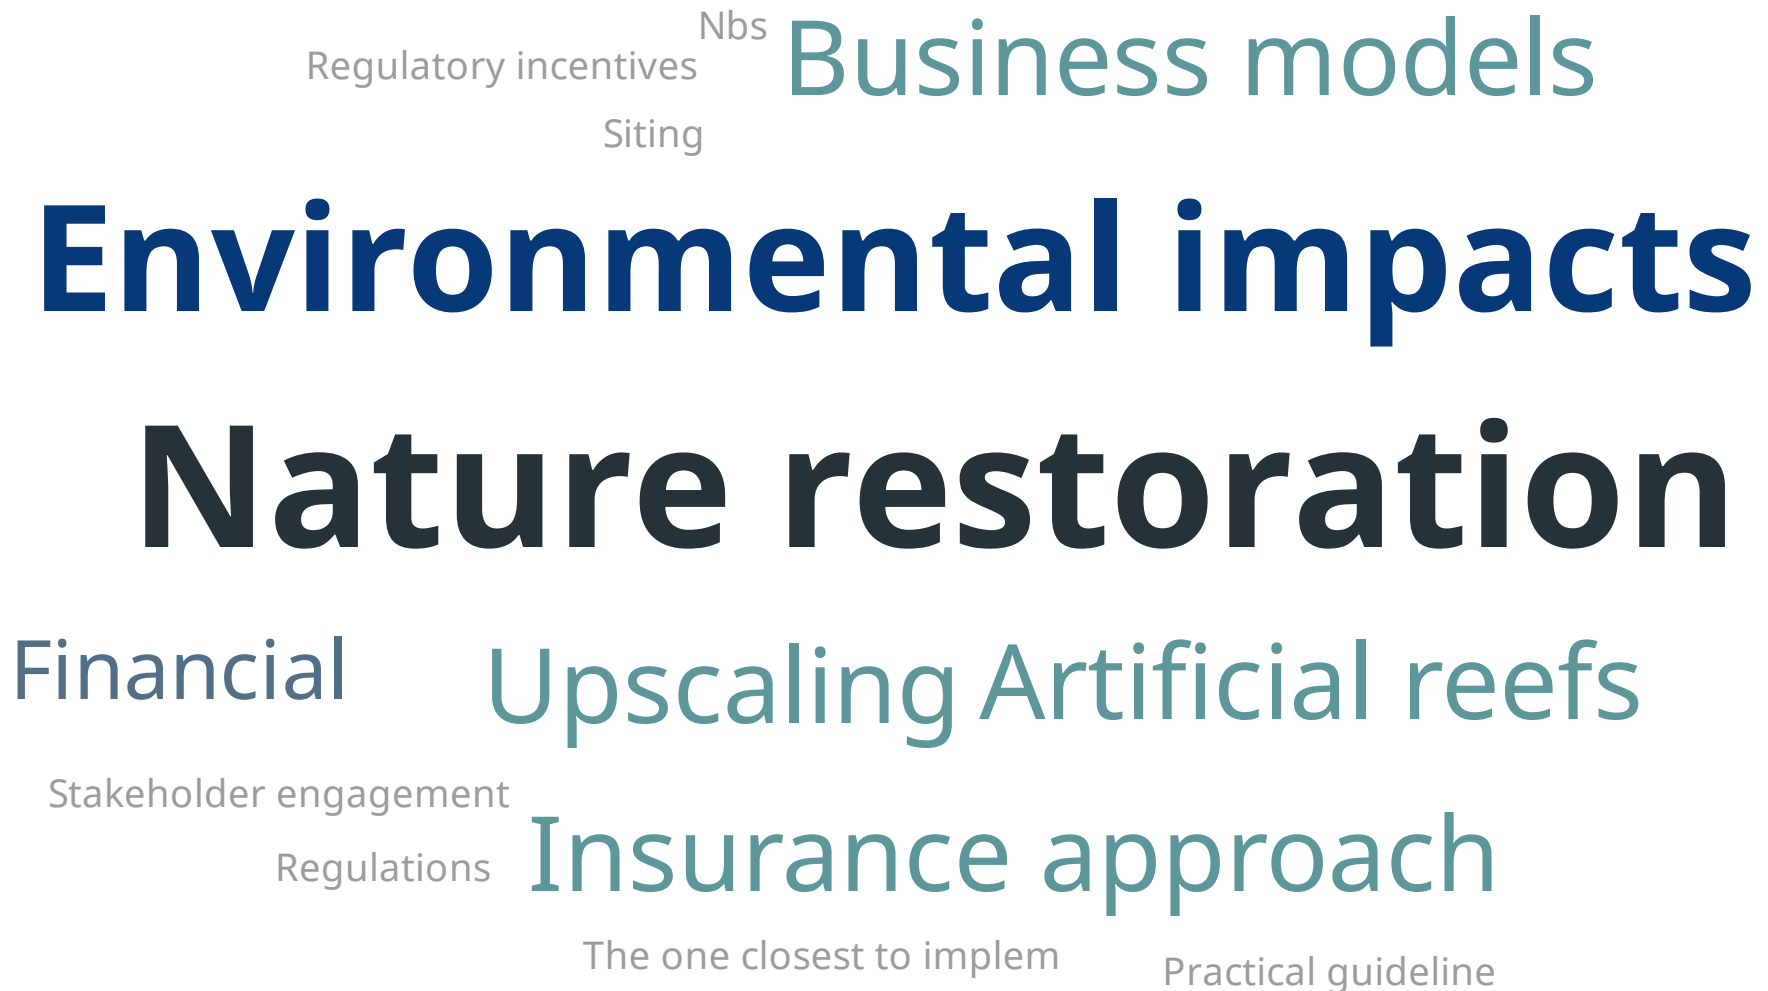 Nbs
Business models
Regulatory incentives
Siting
Environmental impacts
Nature restoration
Financial
Upscaling
Artificial reefs
Stakeholder engagement
Insurance approach
Regulations
The one closest to implem
Practical guideline